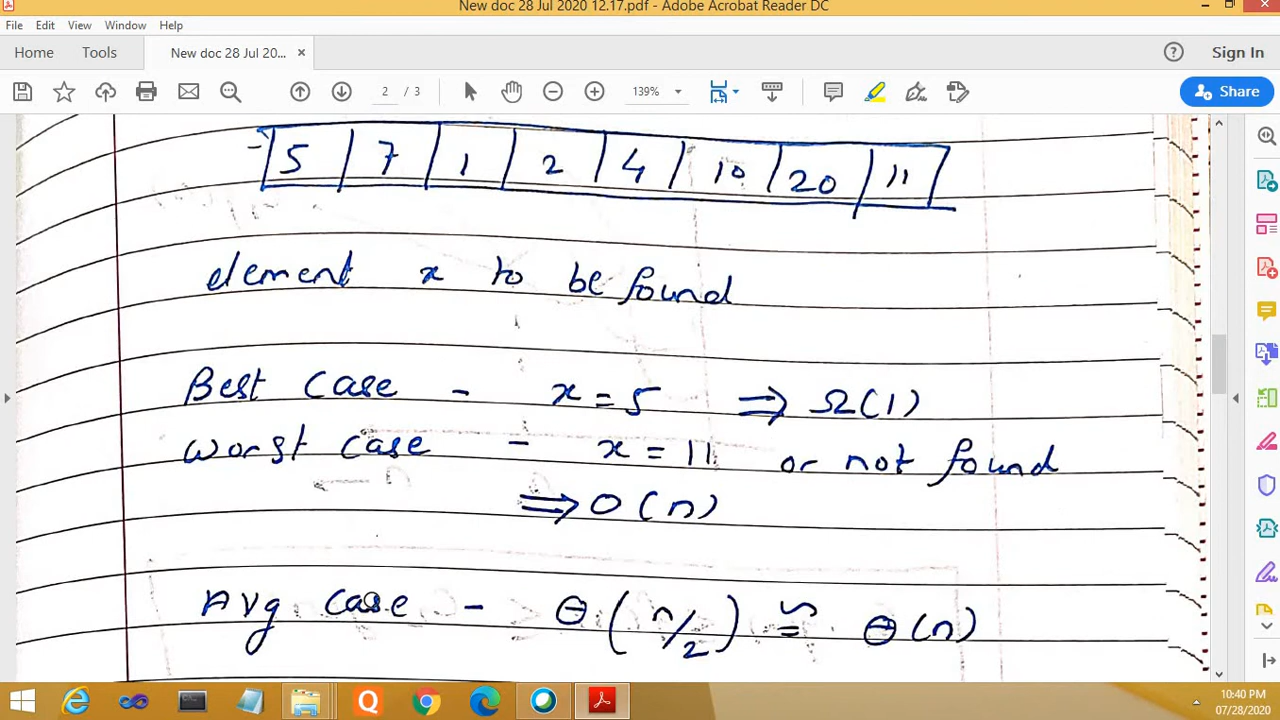 New doc 28 Jul 2020 12.17.pdf - Adobe Acrobat Reader DC
File Edit View Window Help
Home Tools New doc 28 Jul 20... × Sign In
2 / 3 139% Share
5 7 1 2 4 10 20 11
element x to be found
Best Case - x = 5 ⇒ Ω(1)
worst case - x = 11 or not found
⇒ O(n)
Avg case - Θ(n/2) ≈ Θ(n)
10:40 PM
07/28/2020